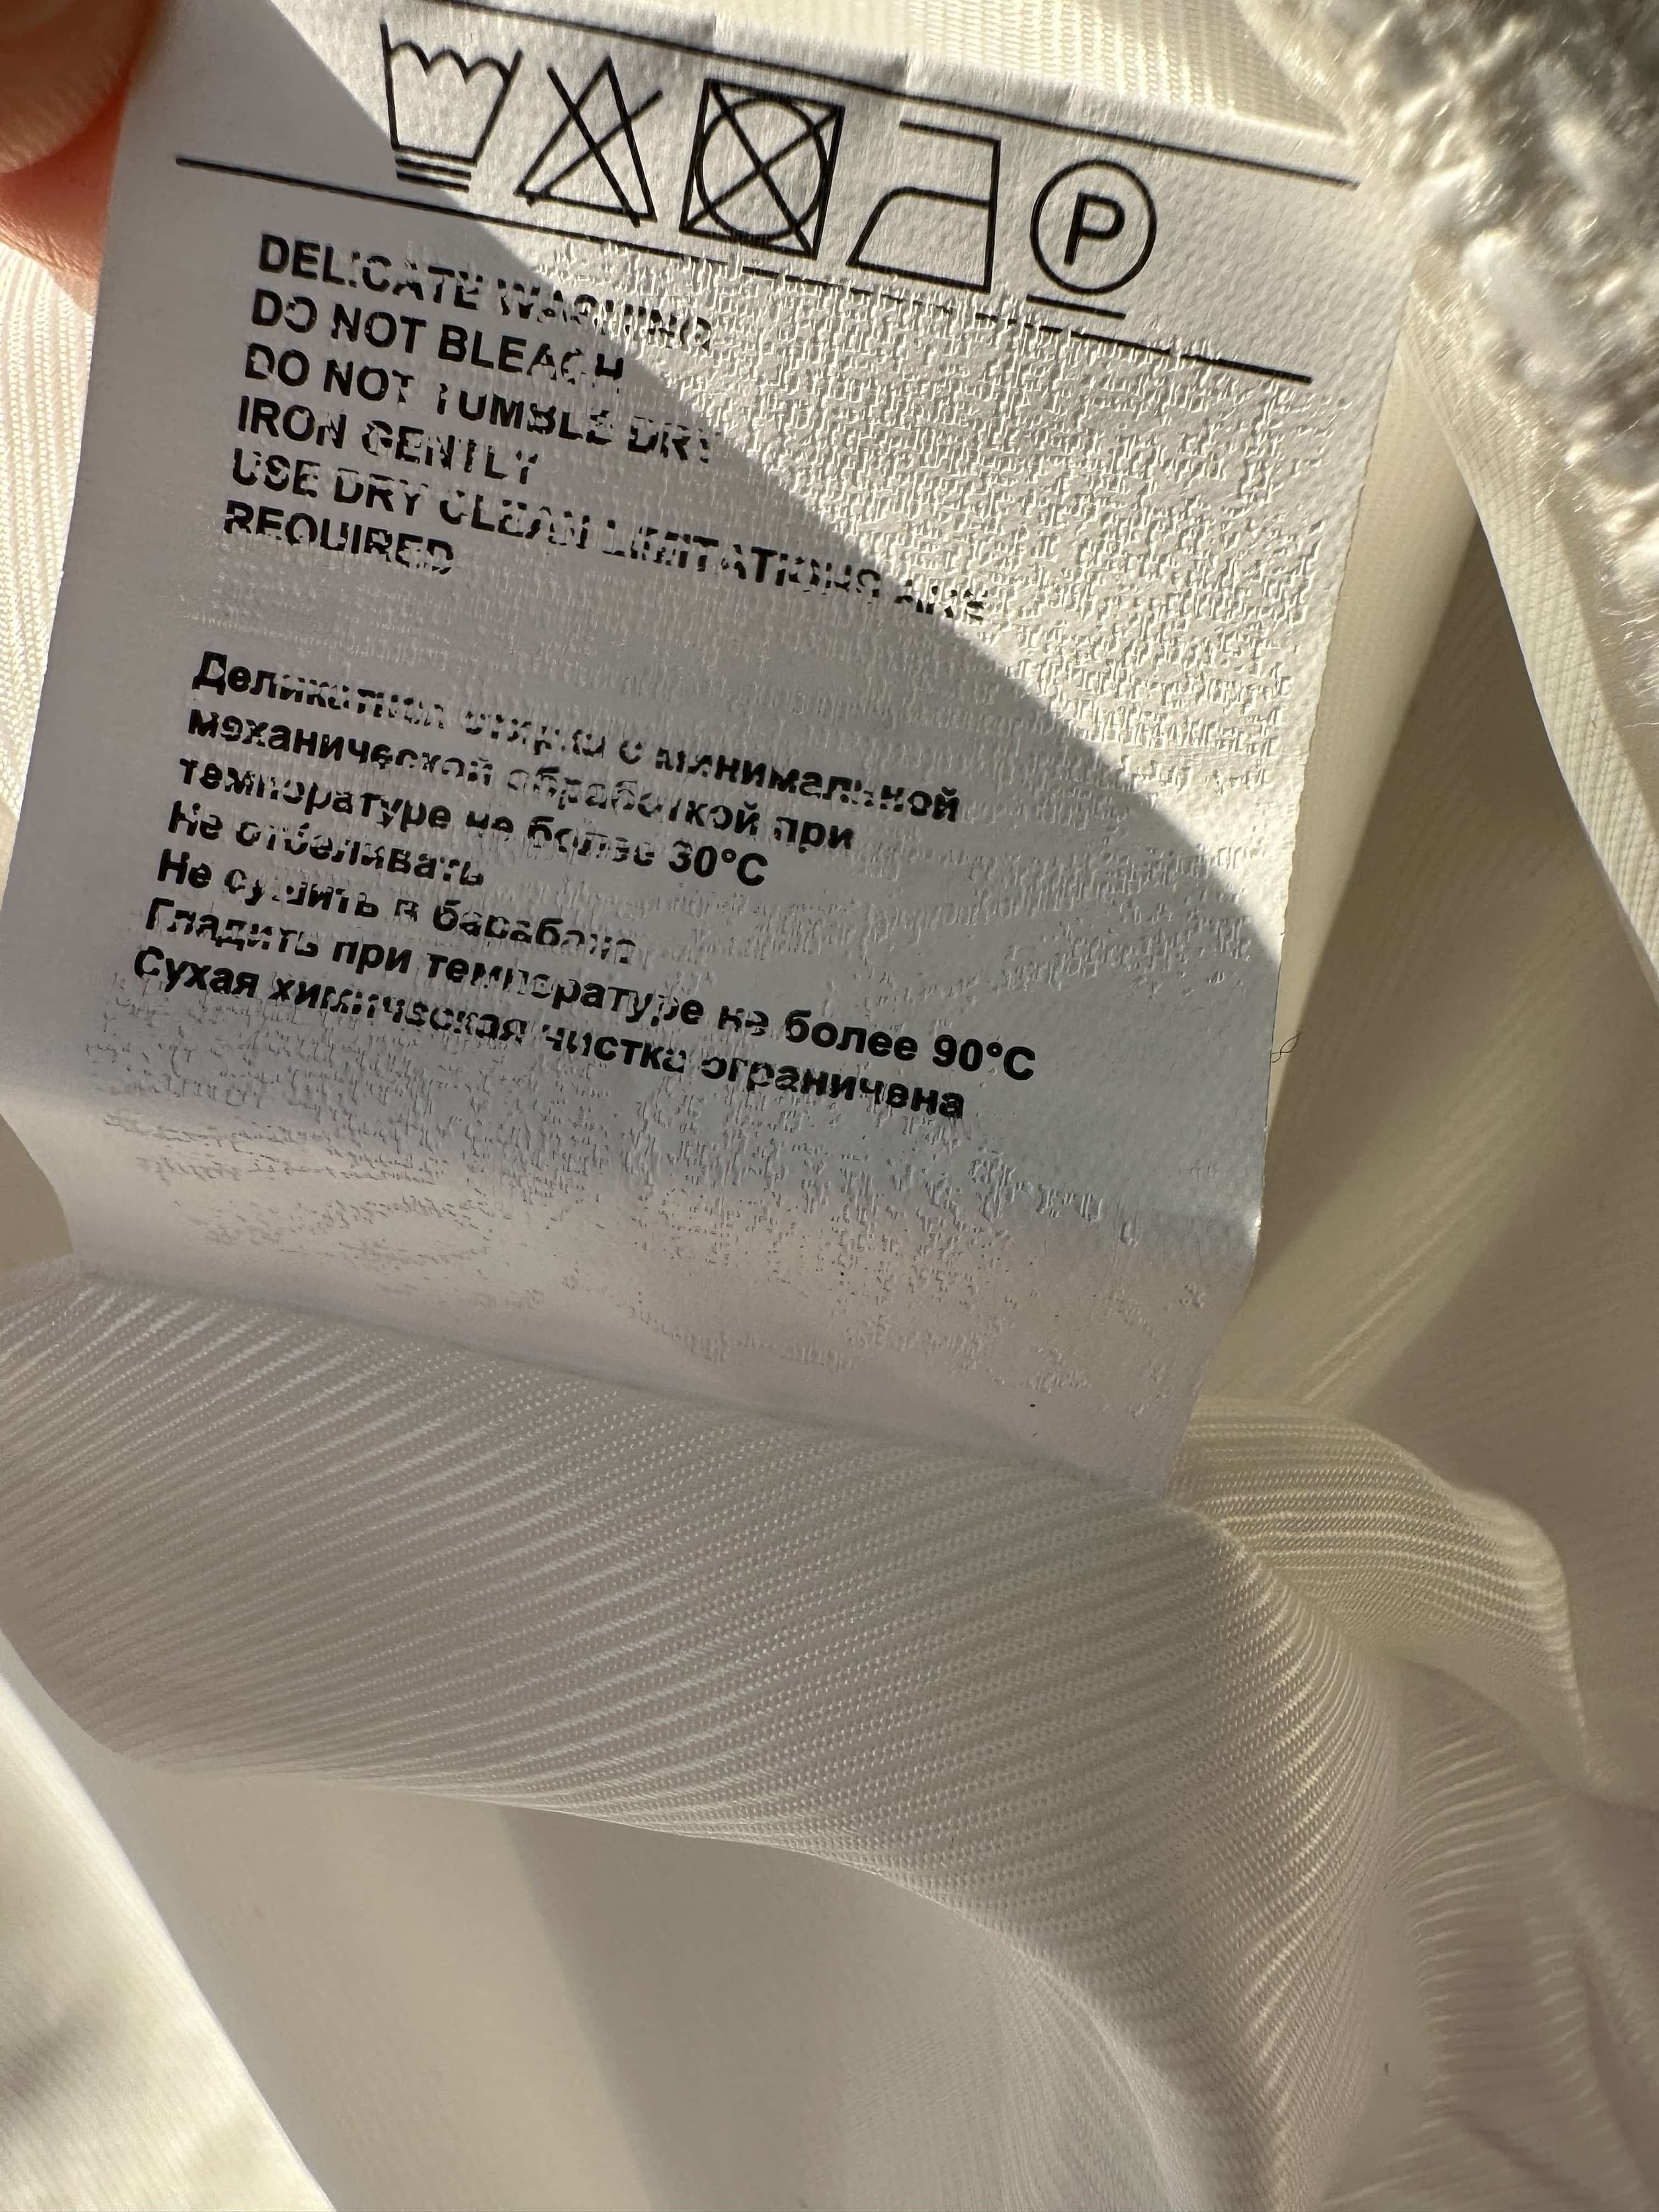 P
DELICATE WASHING
DO NOT BLEACH
DO NOT TUMBLE DRY
IRON GENTLY
USE DRY CLEAN LIMITATIONS ARE
REQUIRED
Деликатная стирка с минимальной
механической обработкой при
температуре не более 30°C
Не отбеливать
Не сушить в барабане
Гладить при температуре не более 90°C
Сухая химическая чистка ограничена